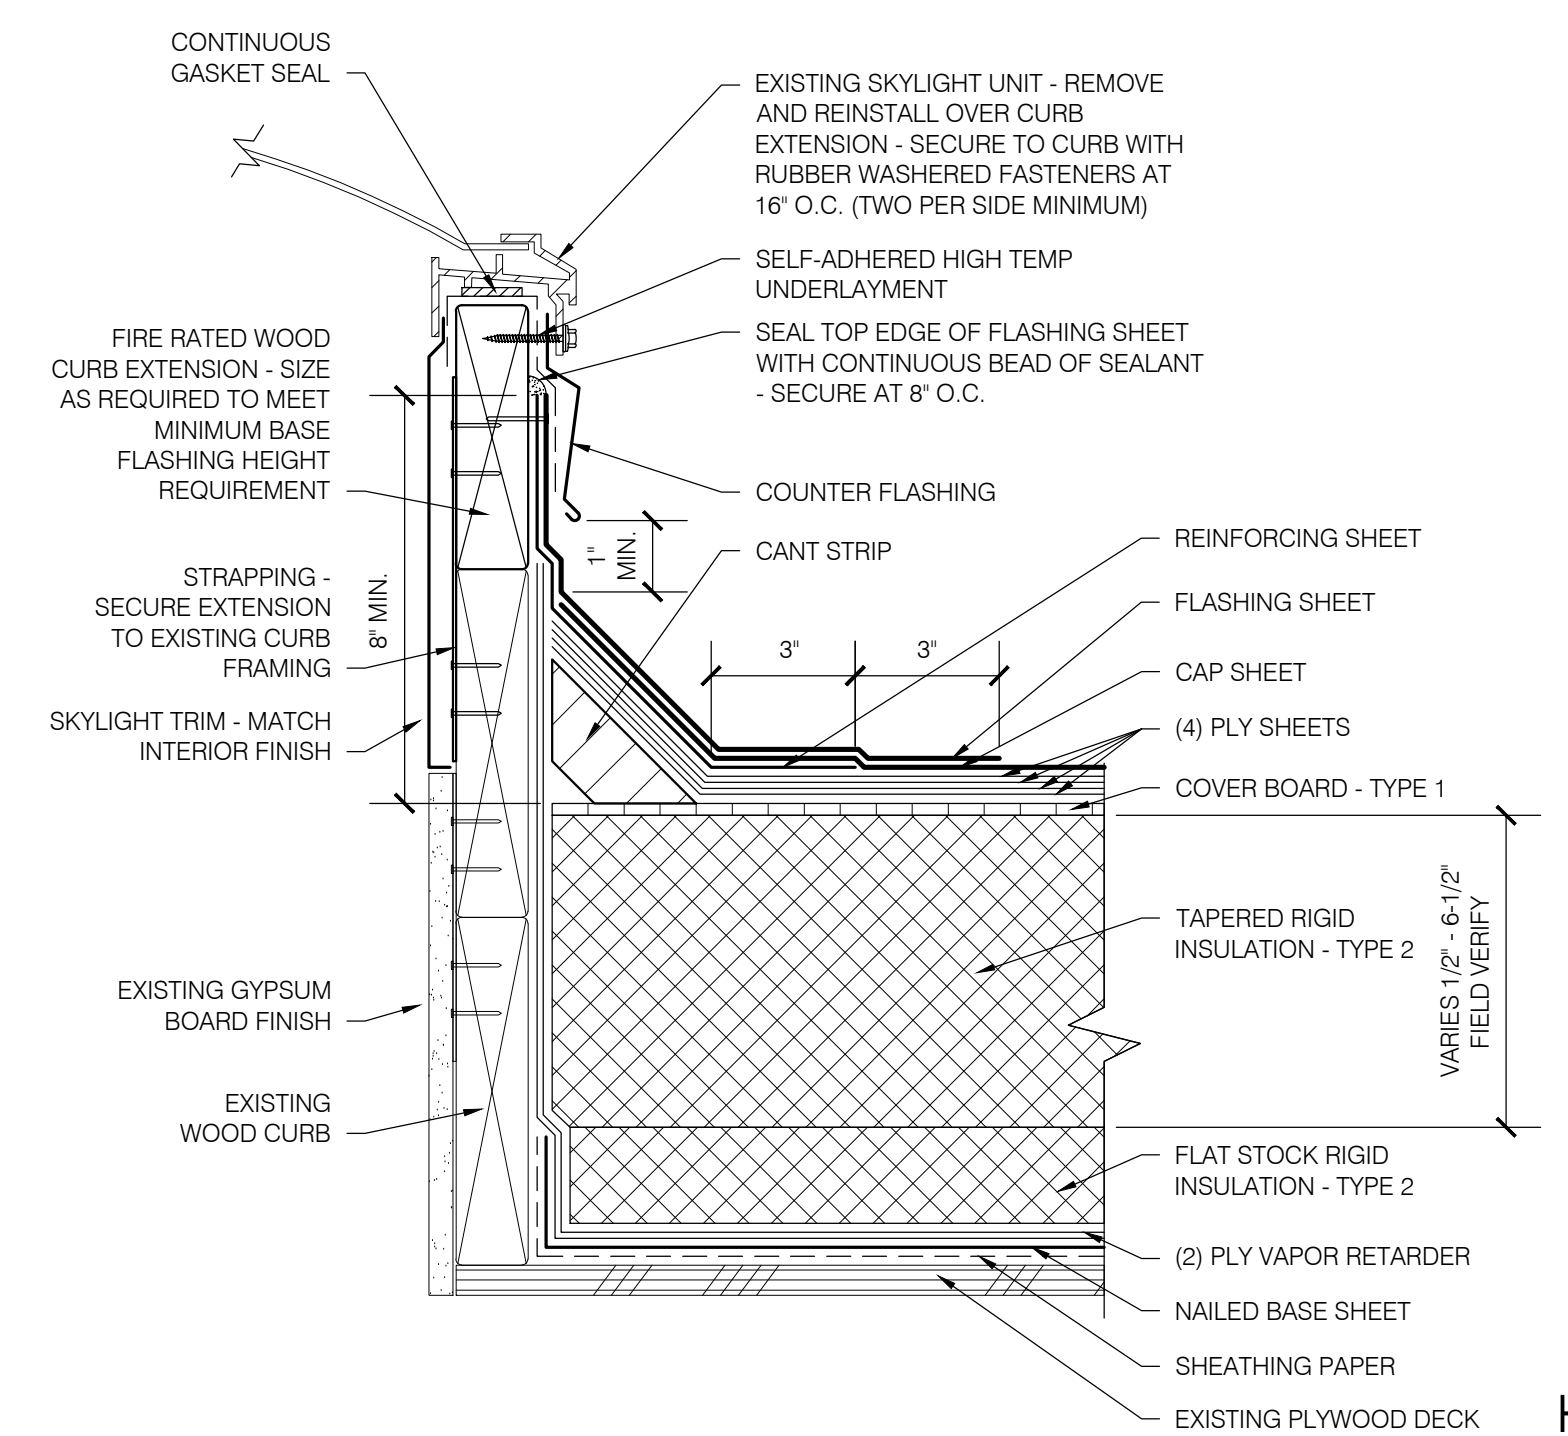 CONTINUOUS
GASKET SEAL
EXISTING SKYLIGHT UNIT - REMOVE
AND REINSTALL OVER CURB
EXTENSION - SECURE TO CURB WITH
RUBBER WASHERED FASTENERS AT
16" O.C. (TWO PER SIDE MINIMUM)
SELF-ADHERED HIGH TEMP
UNDERLAYMENT
SEAL TOP EDGE OF FLASHING SHEET
WITH CONTINUOUS BEAD OF SEALANT
- SECURE AT 8" O.C.
FIRE RATED WOOD
CURB EXTENSION - SIZE
AS REQUIRED TO MEET
MINIMUM BASE
FLASHING HEIGHT
REQUIREMENT
COUNTER FLASHING
CANT STRIP
1"
MIN.
8" MIN.
STRAPPING -
SECURE EXTENSION
TO EXISTING CURB
FRAMING
SKYLIGHT TRIM - MATCH
INTERIOR FINISH
3"
3"
REINFORCING SHEET
FLASHING SHEET
CAP SHEET
(4) PLY SHEETS
COVER BOARD - TYPE 1
TAPERED RIGID
INSULATION - TYPE 2
VARIES 1/2" - 6-1/2"
FIELD VERIFY
EXISTING GYPSUM
BOARD FINISH
EXISTING
WOOD CURB
FLAT STOCK RIGID
INSULATION - TYPE 2
(2) PLY VAPOR RETARDER
NAILED BASE SHEET
SHEATHING PAPER
EXISTING PLYWOOD DECK